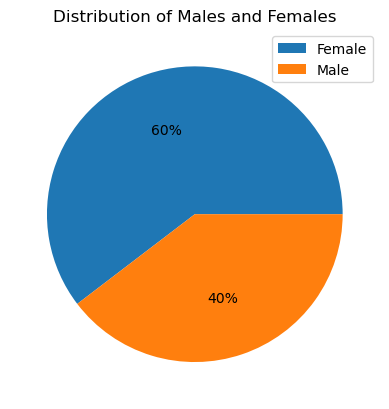 Distribution of Males and Females
Female
Male
60%
40%